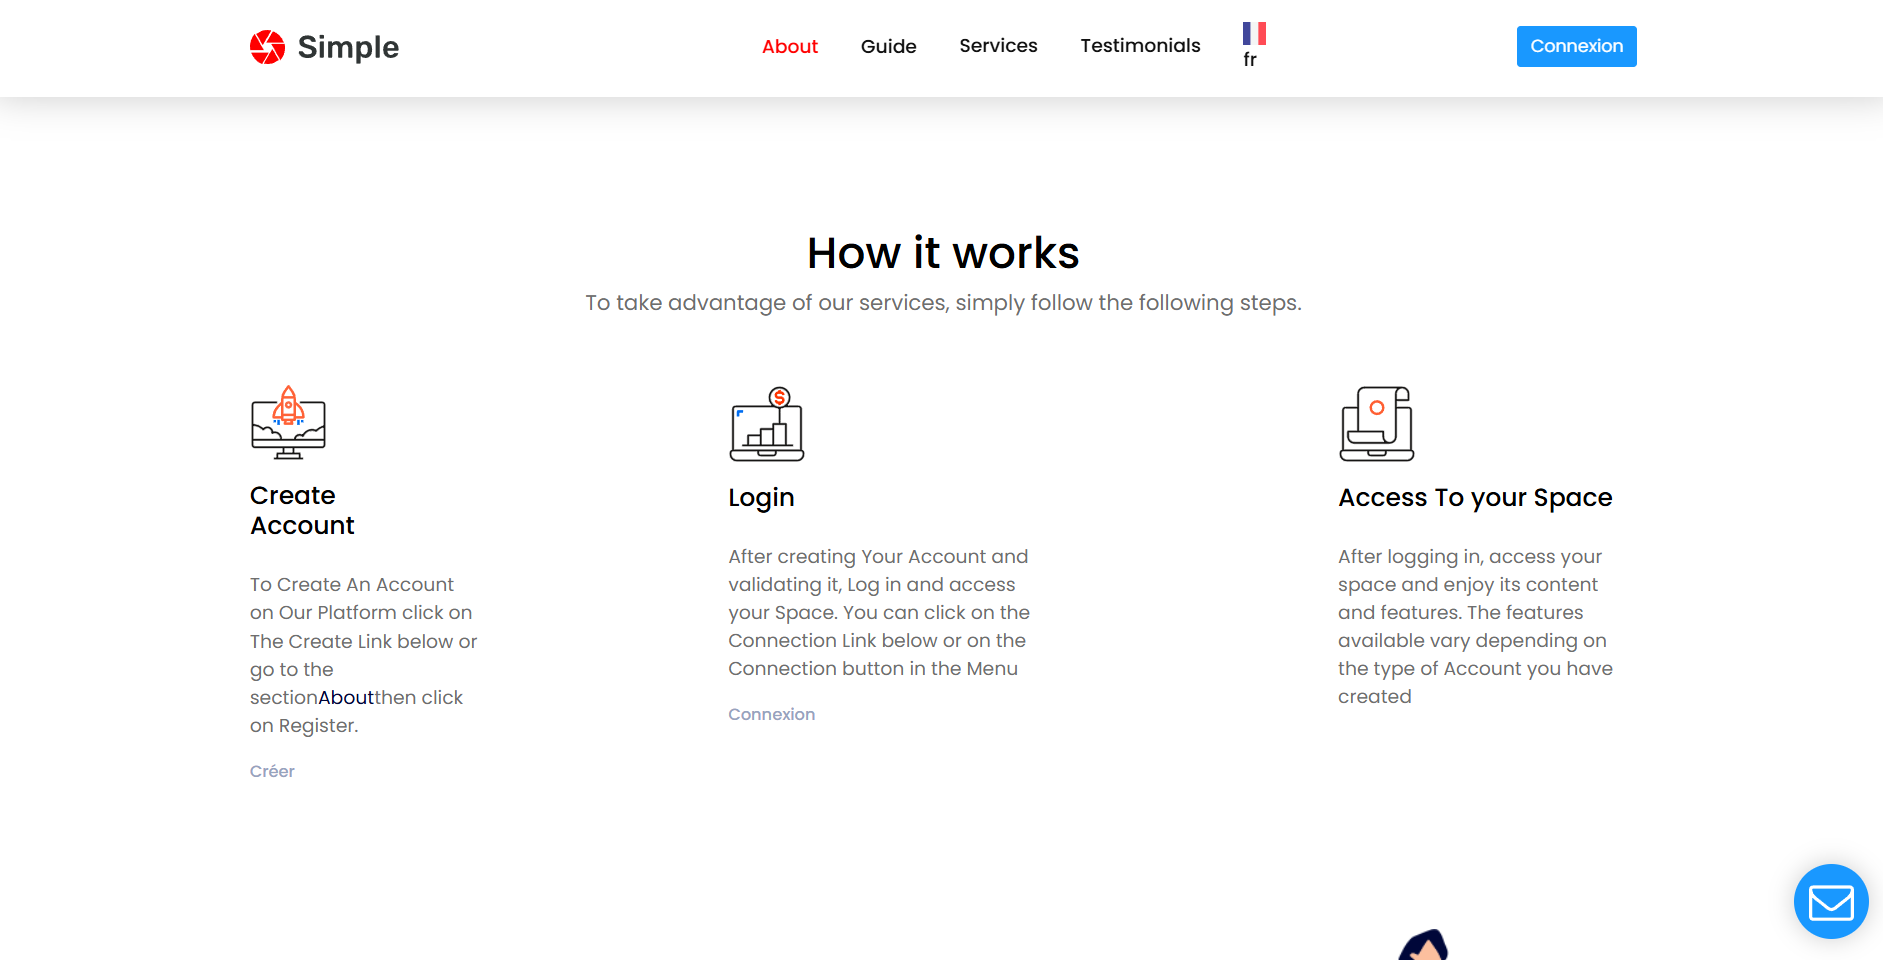 Simple
About
Guide
Services
Testimonials
fr
Connexion
How it works
To take advantage of our services, simply follow the following steps.
Create
Account
To Create An Account
on Our Platform click on
The Create Link below or
go to the
sectionAboutthen click
on Register.
Créer
Login
After creating Your Account and
validating it, Log in and access
your Space. You can click on the
Connection Link below or on the
Connection button in the Menu
Connexion
Access To your Space
After logging in, access your
space and enjoy its content
and features. The features
available vary depending on
the type of Account you have
created